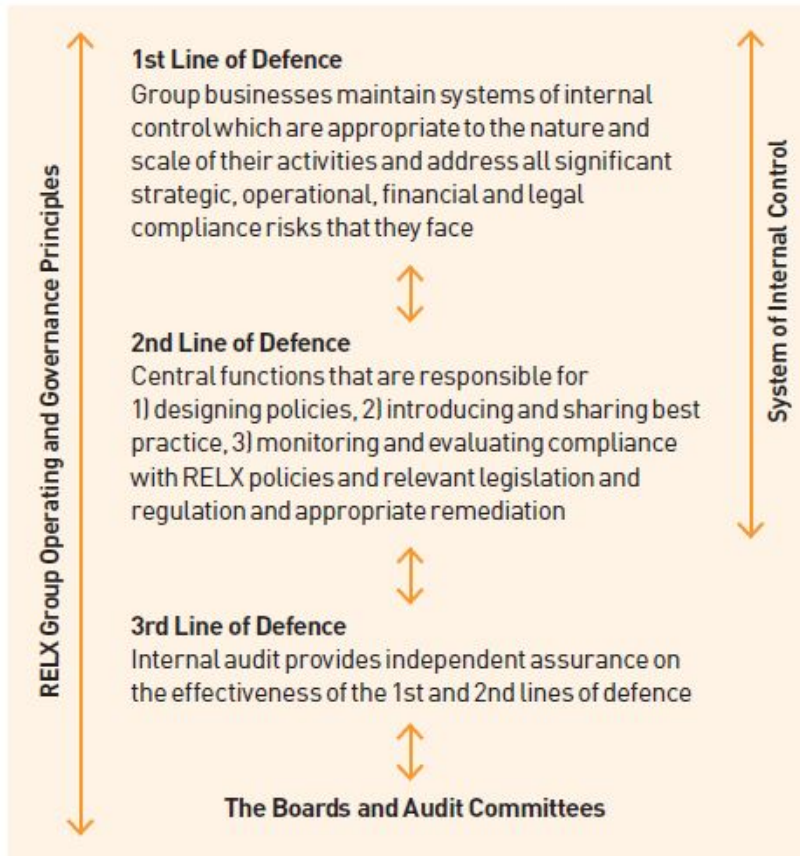 RELX Group Operating and Governance Principles
1st Line of Defence
Group businesses maintain systems of internal
control which are appropriate to the nature and
scale of their activities and address all significant
strategic, operational, financial and legal
compliance risks that they face
2nd Line of Defence
Central functions that are responsible for
1) designing policies, 2) introducing and sharing best
practice, 3) monitoring and evaluating compliance
with RELX policies and relevant legislation and
regulation and appropriate remediation
3rd Line of Defence
Internal audit provides independent assurance on
the effectiveness of the 1st and 2nd lines of defence
The Boards and Audit Committees
System of Internal Control